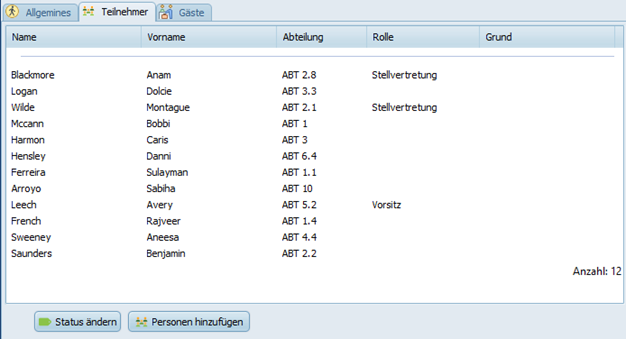 Allgemines Teilnehmer Gäste
Name Vorname Abteilung Rolle Grund
Blackmore Anam ABT 2.8 Stellvertretung
Logan Dolcie ABT 3.3
Wilde Montague ABT 2.1 Stellvertretung
Mccann Bobbi ABT 1
Harmon Caris ABT 3
Hensley Danni ABT 6.4
Ferreira Sulayman ABT 1.1
Arroyo Sabiha ABT 10
Leech Avery ABT 5.2 Vorsitz
French Rajveer ABT 1.4
Sweeney Aneesa ABT 4.4
Saunders Benjamin ABT 2.2
Anzahl: 12
Status ändern Personen hinzufügen